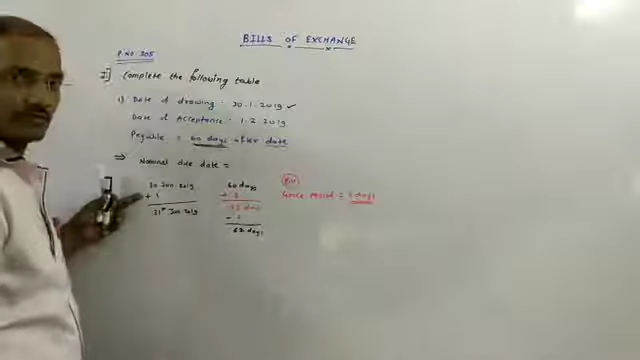 BILLS OF EXCHANGE
P.NO. 305
II] Complete the following table
1) Date of drawing : 30.1.2019 ✓
Date of Acceptance : 1.2.2019
Payable = 60 days after date
⇒ Nominal due date =
30 Jan 2019
+ 1
31st Jan 2019
60 days
+ 3
63 days
- 1
62 days
Grace period = 3 days